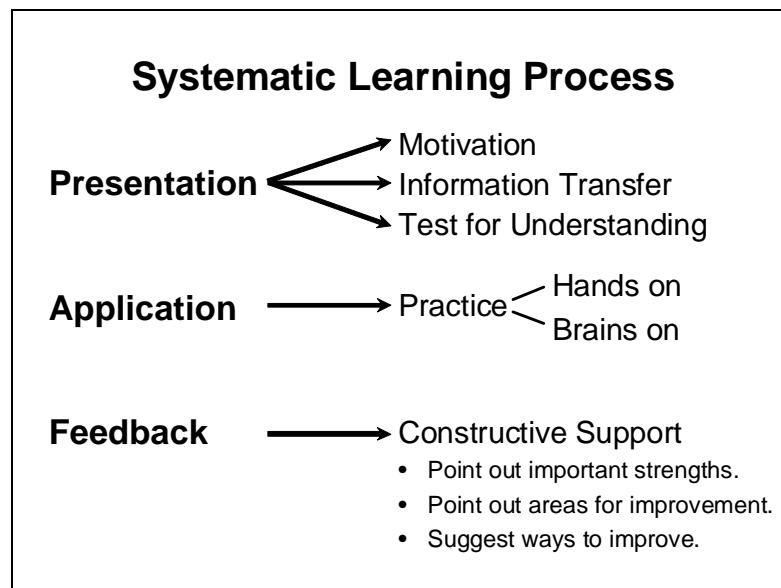 Systematic Learning Process
Motivation
Presentation
Information Transfer
Test for Understanding
Application
Practice
Hands on
Brains on
Feedback
Constructive Support
• Point out important strengths.
• Point out areas for improvement.
• Suggest ways to improve.